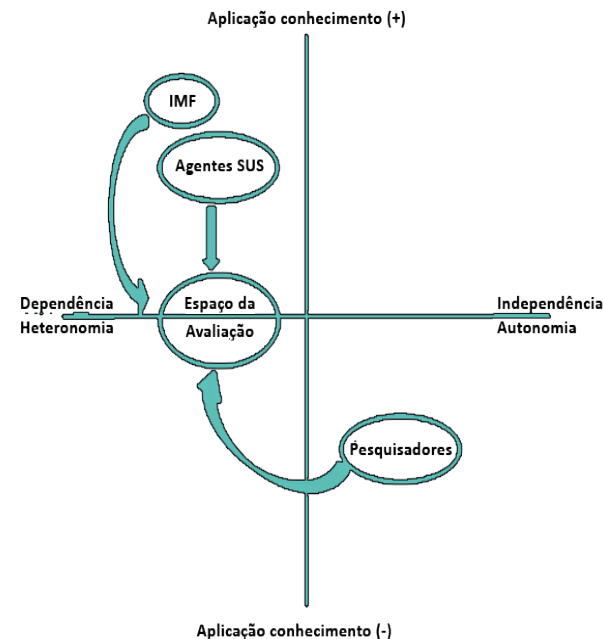 Aplicação conhecimento (+)
IMF
Agentes SUS
Dependência
Heteronomia
Espaço da
Avaliação
Independência
Autonomia
Pesquisadores
Aplicação conhecimento (-)